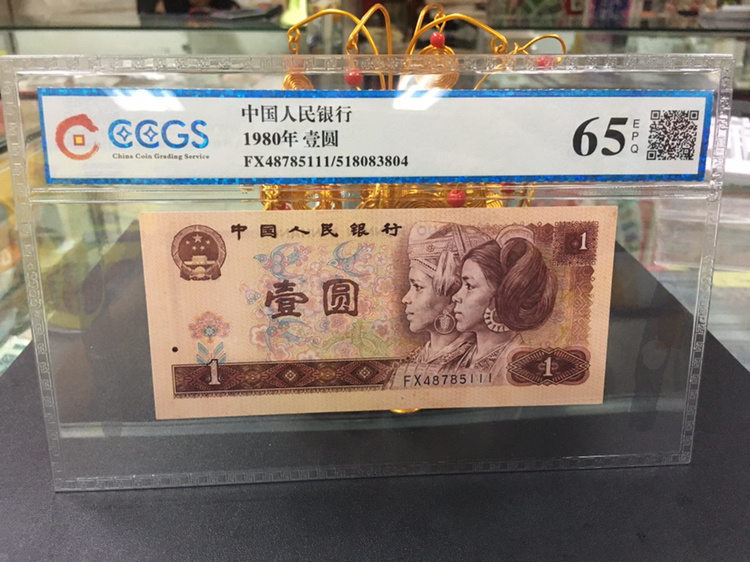 CCGS
China Coin Grading Service
中国人民银行
1980年 壹圆
FX48785111/518083804
65 EPQ
中国人民银行
1
壹圆
1
FX48785111
1